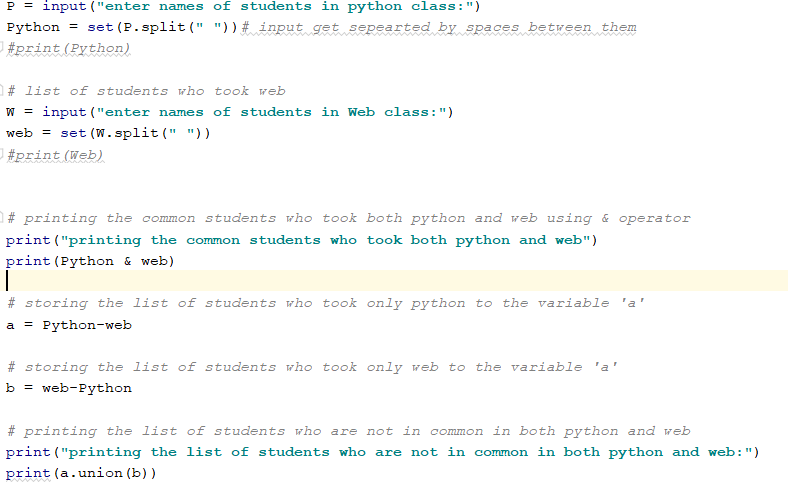 P = input("enter names of students in python class:")
Python = set(P.split(" "))# input get sepearted by spaces between them
#print(Python)
# list of students who took web
W = input("enter names of students in Web class:")
web = set(W.split(" "))
#print(Web)
# printing the common students who took both python and web using & operator
print("printing the common students who took both python and web")
print(Python & web)
# storing the list of students who took only python to the variable 'a'
a = Python-web
# storing the list of students who took only web to the variable 'a'
b = web-Python
# printing the list of students who are not in common in both python and web
print("printing the list of students who are not in common in both python and web:")
print(a.union(b))